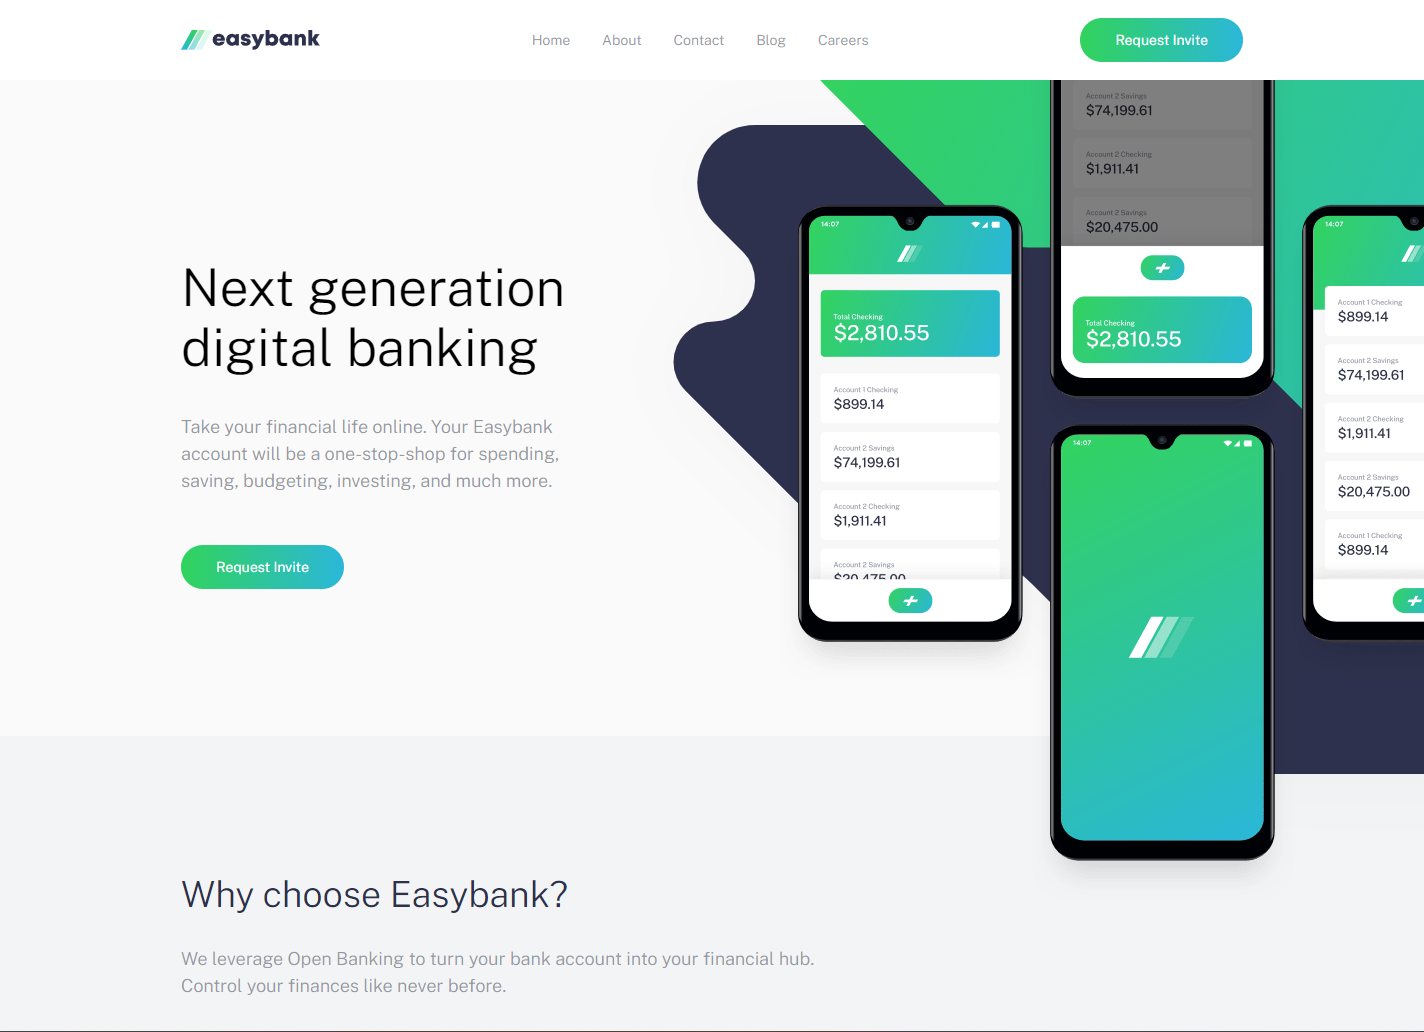 easybank
Home
About
Contact
Blog
Careers
Request Invite
Next generation
digital banking
Take your financial life online. Your Easybank
account will be a one-stop-shop for spending,
saving, budgeting, investing, and much more.
Request Invite
14:07
Total Checking
$2,810.55
Account 1 Checking
$899.14
Account 2 Savings
$74,199.61
Account 2 Checking
$1,911.41
Account 2 Savings
$20,475.00
Account 2 Savings
$74,199.61
Account 2 Checking
$1,911.41
Account 2 Savings
$20,475.00
Total Checking
$2,810.55
14:07
14:07
Account 1 Checking
$899.14
Account 2 Savings
$74,199.61
Account 2 Checking
$1,911.41
Account 2 Savings
$20,475.00
Account 1 Checking
$899.14
Why choose Easybank?
We leverage Open Banking to turn your bank account into your financial hub.
Control your finances like never before.